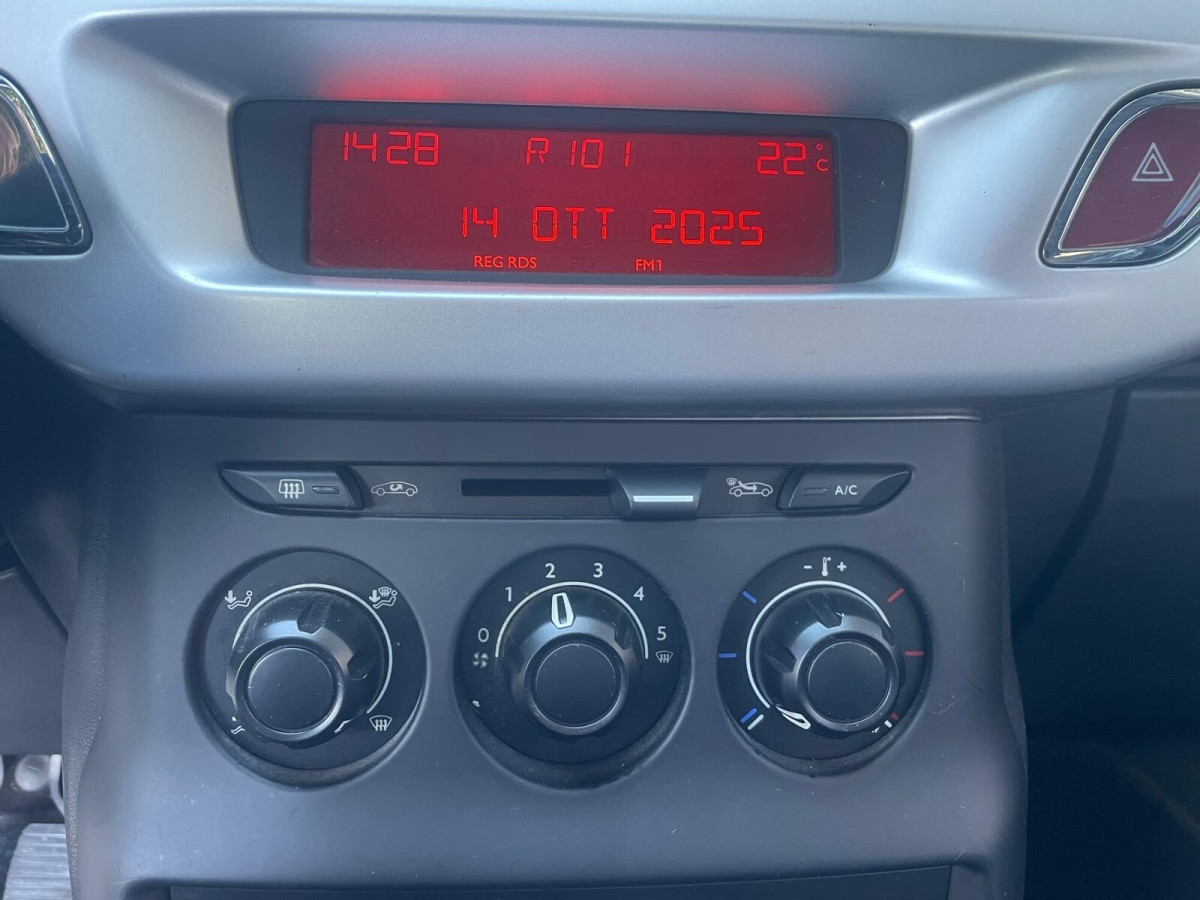 1428 R 101 22°C
14 OTT 2025
REG RDS FM1
A/C
0 1 2 3 4 5
- +